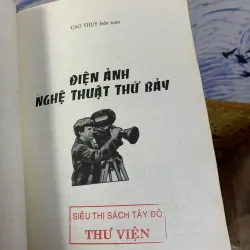 CAO THỤY biên soạn
ĐIỆN ẢNH
NGHỆ THUẬT THỨ BẢY
SIÊU THỊ SÁCH TÂY ĐÔ
THƯ VIỆN